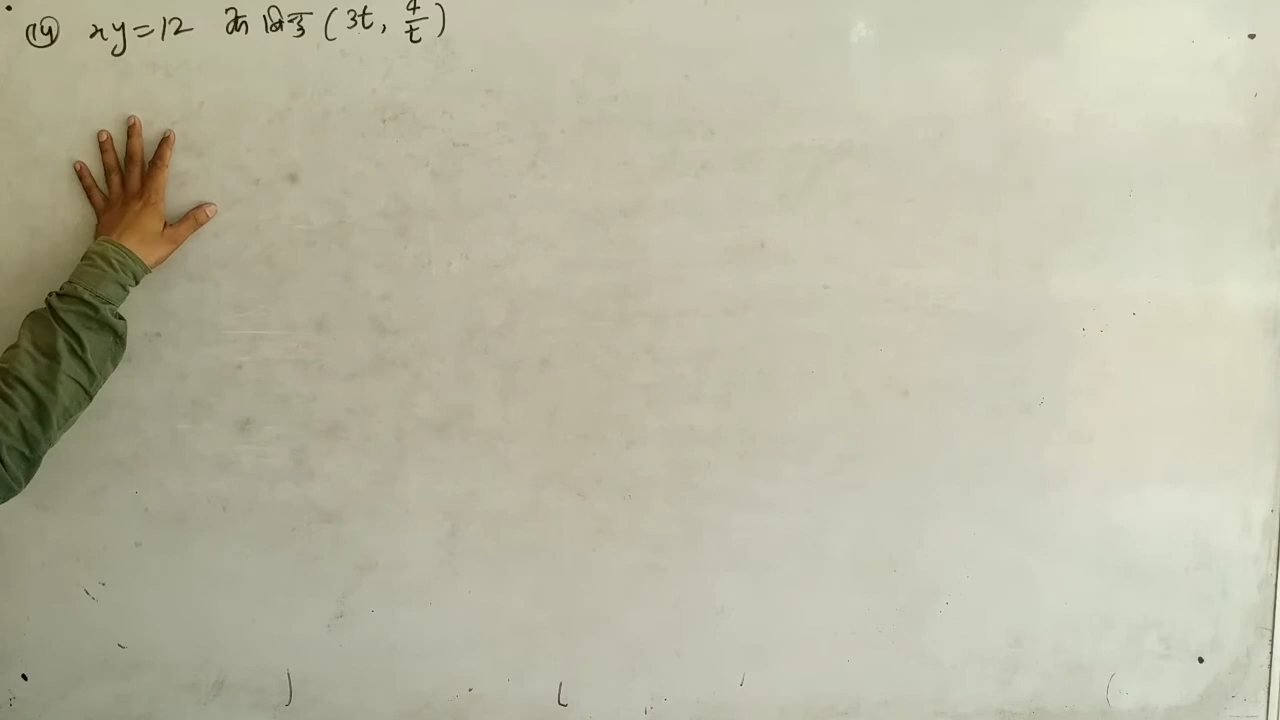 (14) xy=12 के बिन्दु (3t, 4/t)